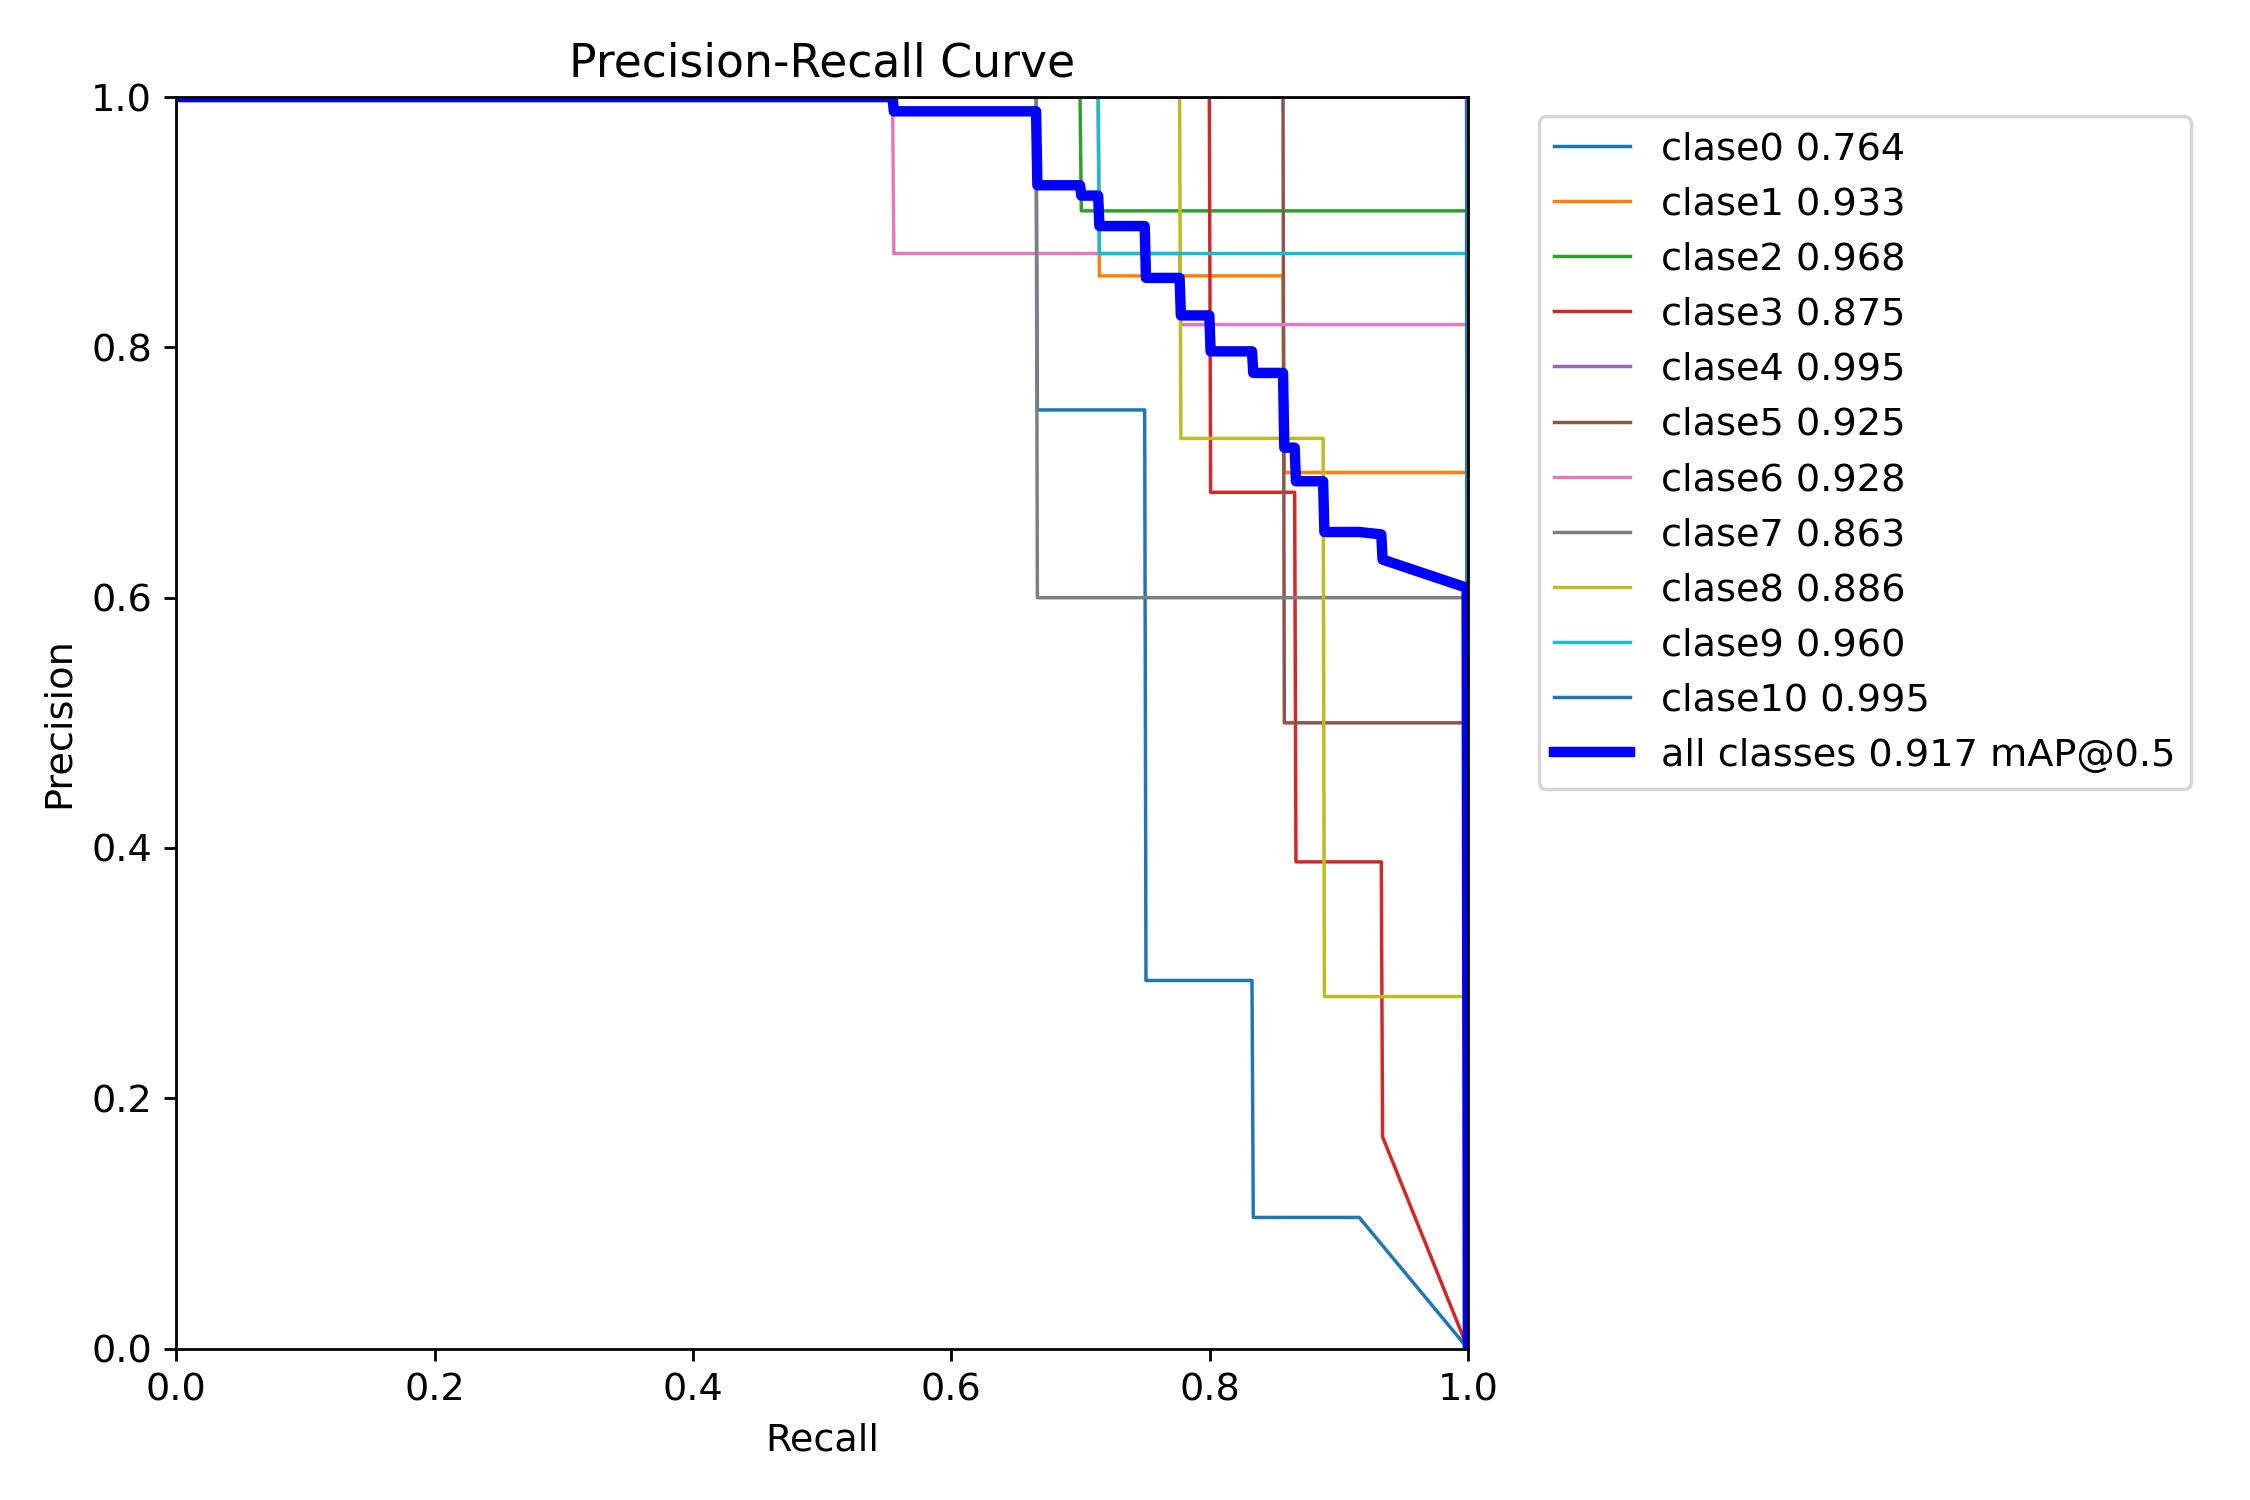 Precision-Recall Curve
1.0
0.8
0.6
0.4
0.2
0.0
Precision
0.0 0.2 0.4 0.6 0.8 1.0
Recall
clase0 0.764
clase1 0.933
clase2 0.968
clase3 0.875
clase4 0.995
clase5 0.925
clase6 0.928
clase7 0.863
clase8 0.886
clase9 0.960
clase10 0.995
all classes 0.917 mAP@0.5